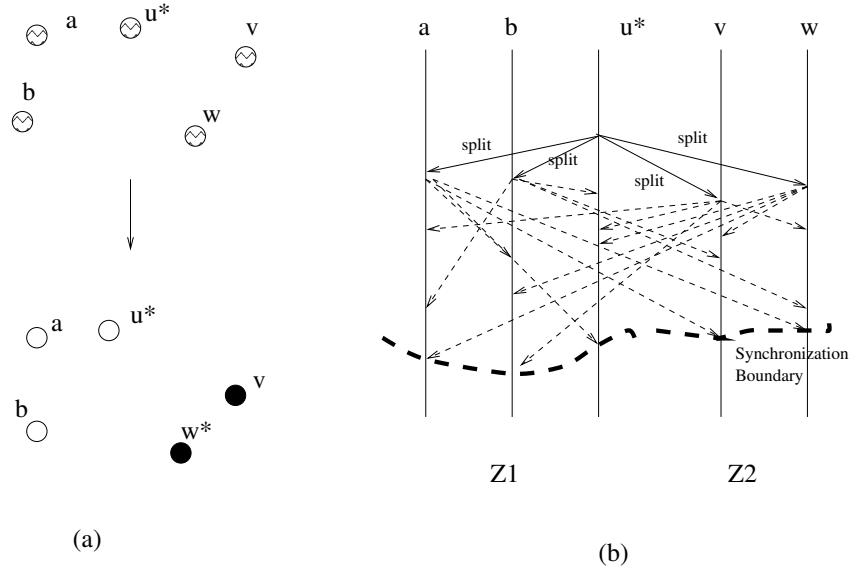 a
u*
v
b
w
a
u*
v
b
w*
(a)
a b u* v w
split
split
split
split
Synchronization
Boundary
Z1 Z2
(b)